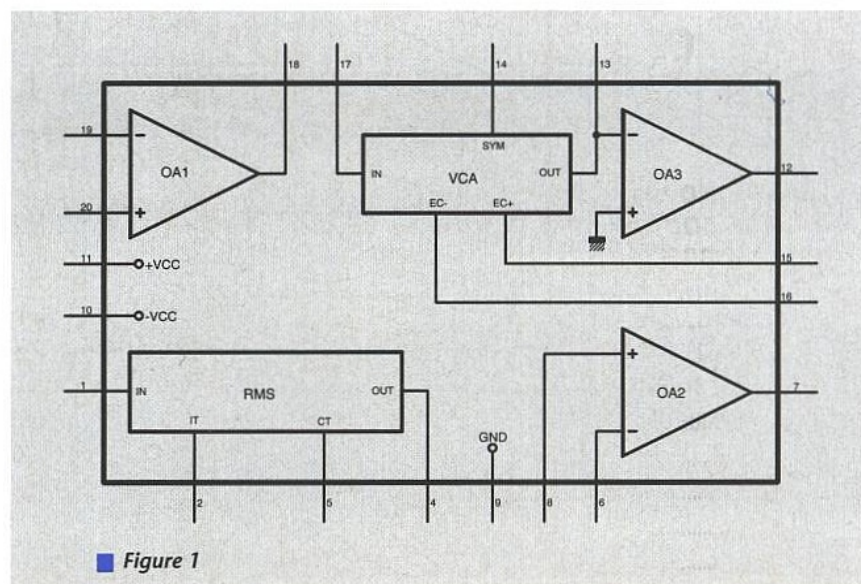 18 17 14 13
19 − SYM −
OA1 IN VCA OUT OA3 12
20 + EC- EC+ +
11 +VCC 15
10 -VCC 16
+
1 IN RMS OUT OA2 7
IT CT GND −
2 5 4 9 8 6
Figure 1